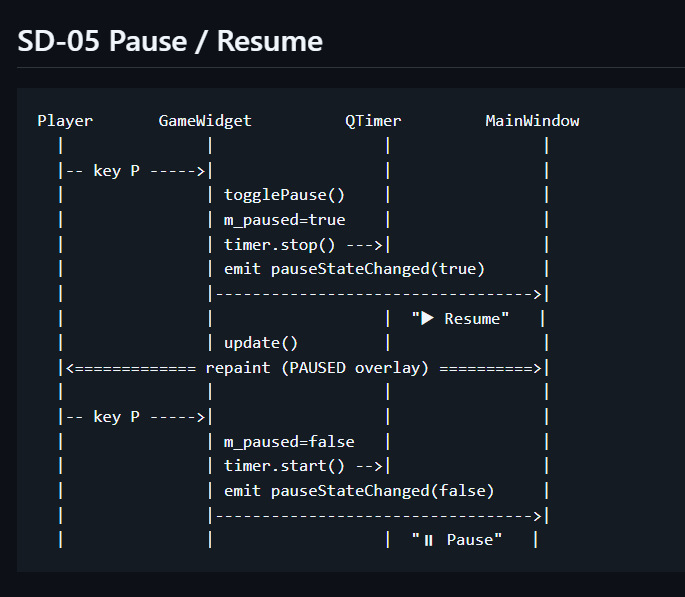 SD-05 Pause / Resume
Player       GameWidget          QTimer         MainWindow
  |               |                  |                |
  |-- key P ----->|                  |                |
  |               | togglePause()    |                |
  |               | m_paused=true    |                |
  |               | timer.stop() --->|                |
  |               | emit pauseStateChanged(true)      |
  |               |---------------------------------->|
  |               |                  |  "▶ Resume"   |
  |               | update()         |                |
  |<============= repaint (PAUSED overlay) ==========>|
  |               |                  |                |
  |-- key P ----->|                  |                |
  |               | m_paused=false   |                |
  |               | timer.start() -->|                |
  |               | emit pauseStateChanged(false)     |
  |               |---------------------------------->|
  |               |                  |  "⏸ Pause"   |